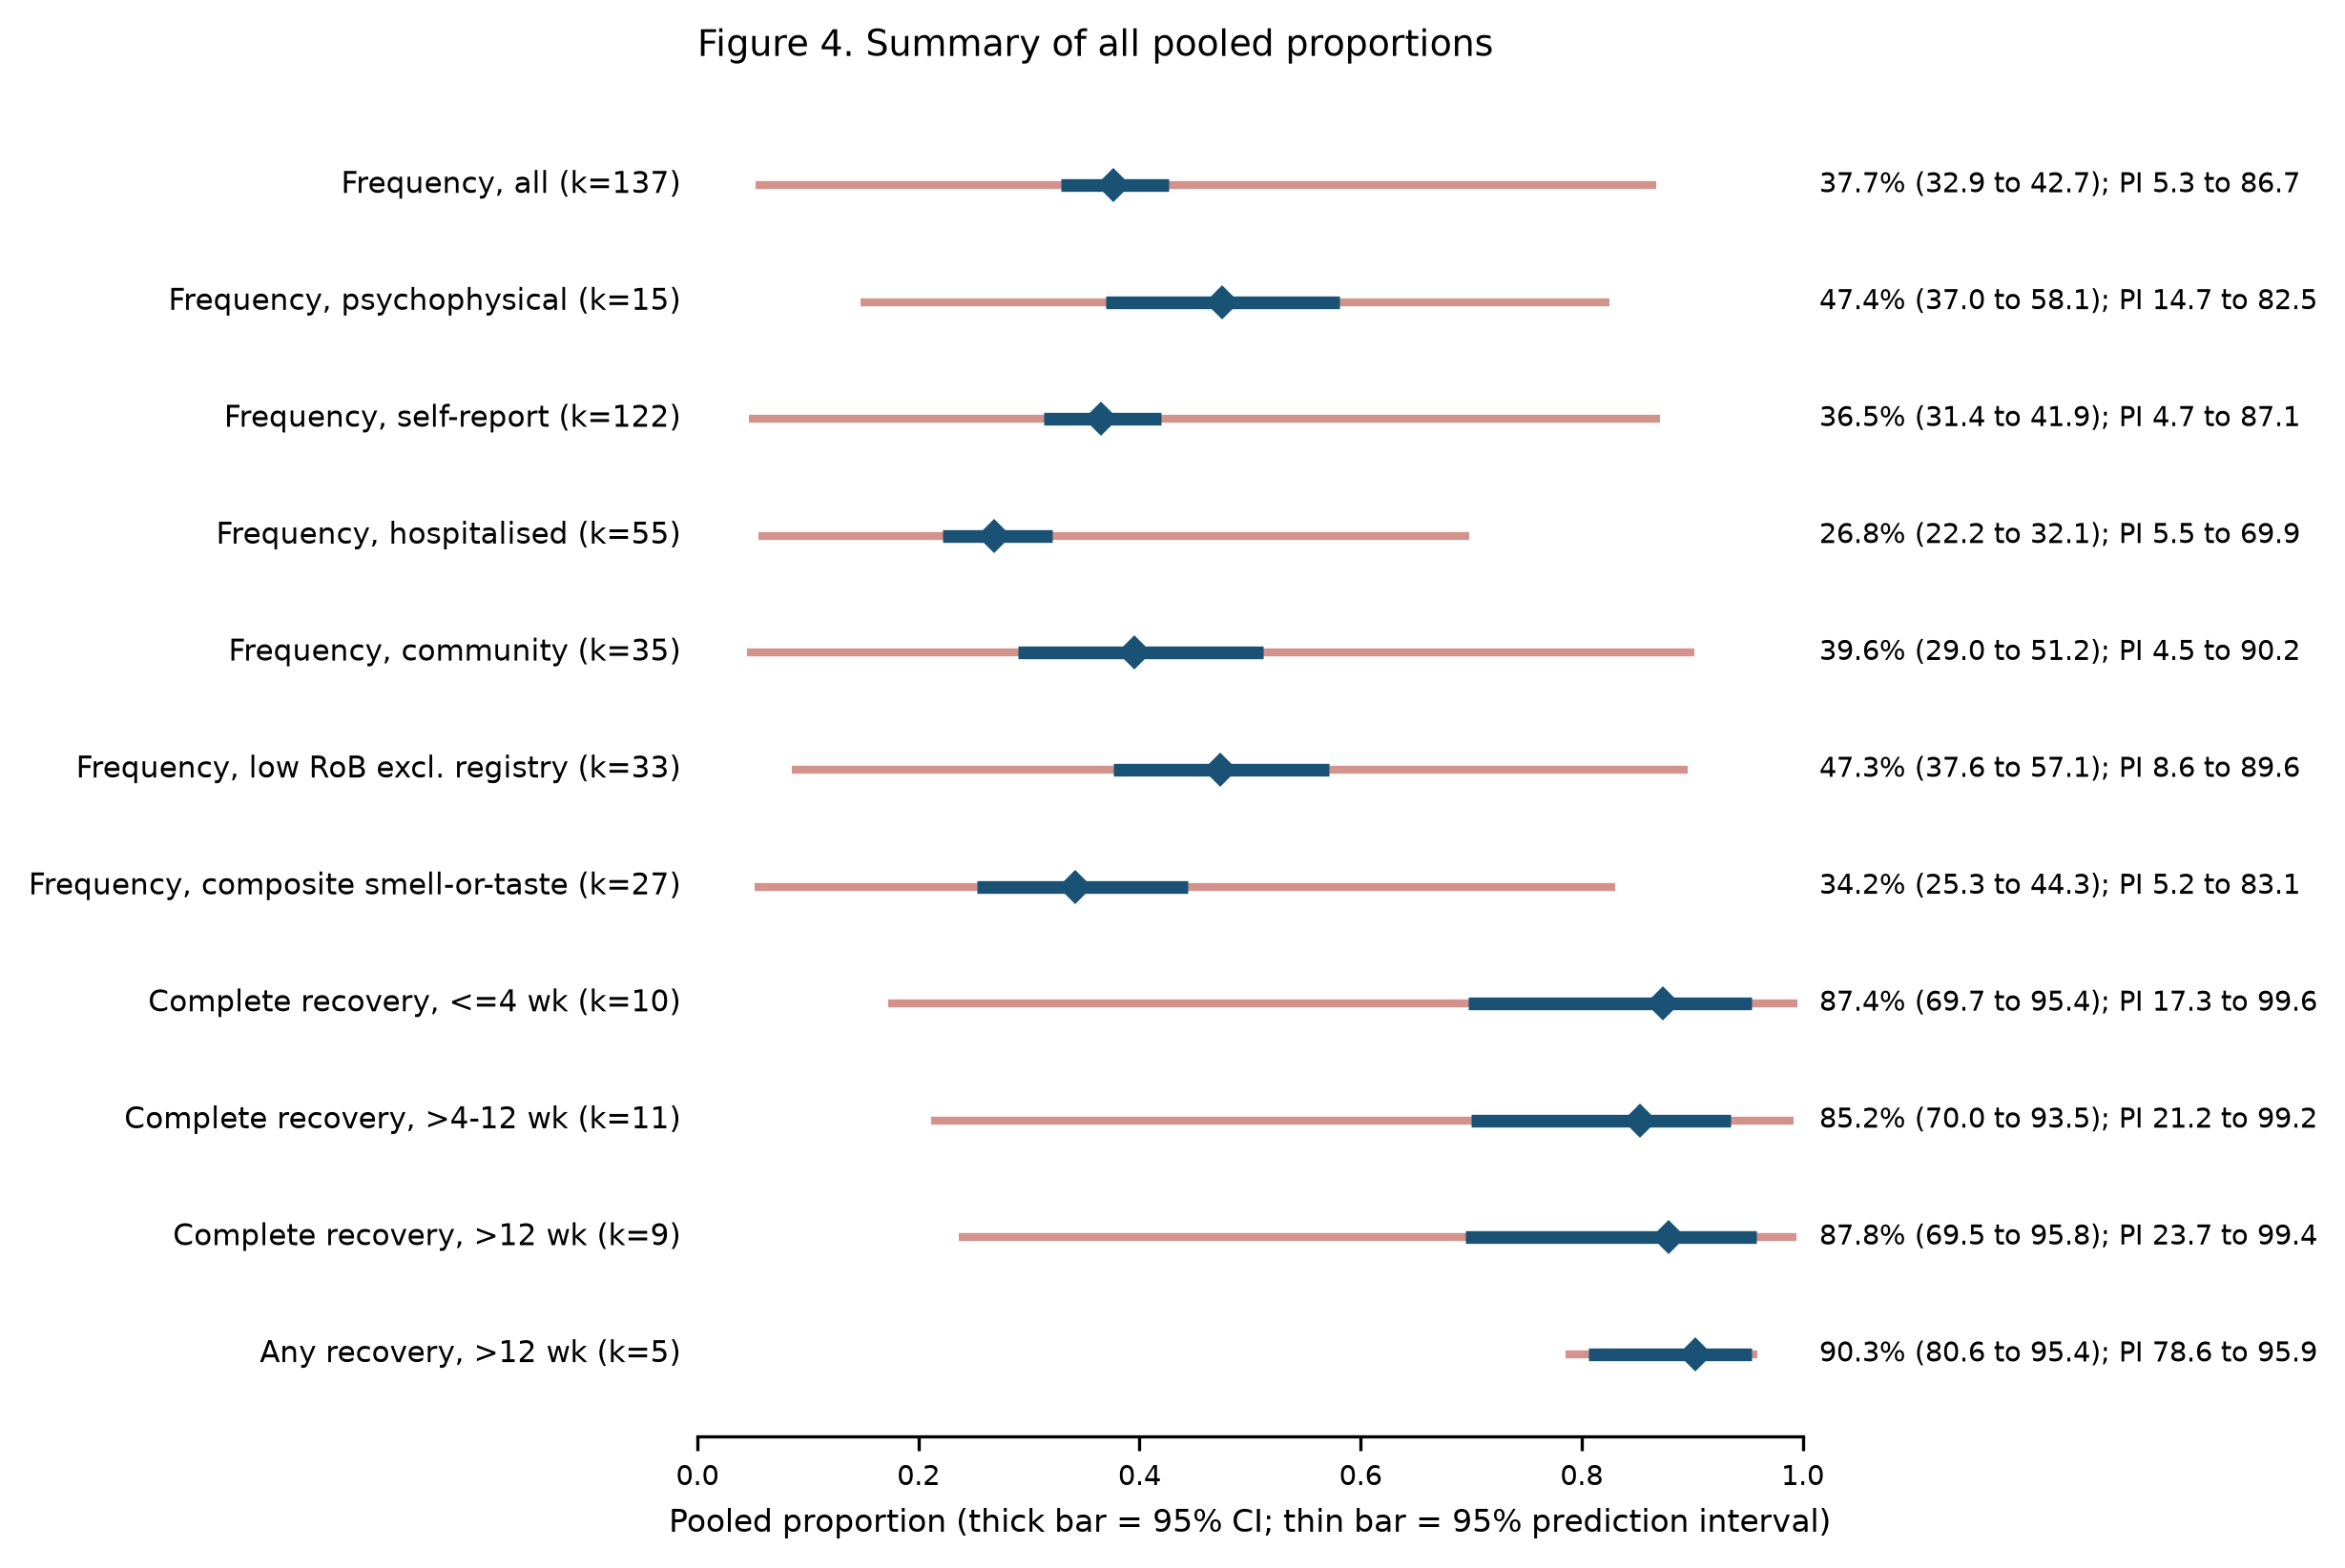 Figure 4. Summary of all pooled proportions
Frequency, all (k=137) 37.7% (32.9 to 42.7); PI 5.3 to 86.7
Frequency, psychophysical (k=15) 47.4% (37.0 to 58.1); PI 14.7 to 82.5
Frequency, self-report (k=122) 36.5% (31.4 to 41.9); PI 4.7 to 87.1
Frequency, hospitalised (k=55) 26.8% (22.2 to 32.1); PI 5.5 to 69.9
Frequency, community (k=35) 39.6% (29.0 to 51.2); PI 4.5 to 90.2
Frequency, low RoB excl. registry (k=33) 47.3% (37.6 to 57.1); PI 8.6 to 89.6
Frequency, composite smell-or-taste (k=27) 34.2% (25.3 to 44.3); PI 5.2 to 83.1
Complete recovery, <=4 wk (k=10) 87.4% (69.7 to 95.4); PI 17.3 to 99.6
Complete recovery, >4-12 wk (k=11) 85.2% (70.0 to 93.5); PI 21.2 to 99.2
Complete recovery, >12 wk (k=9) 87.8% (69.5 to 95.8); PI 23.7 to 99.4
Any recovery, >12 wk (k=5) 90.3% (80.6 to 95.4); PI 78.6 to 95.9
0.0 0.2 0.4 0.6 0.8 1.0
Pooled proportion (thick bar = 95% CI; thin bar = 95% prediction interval)